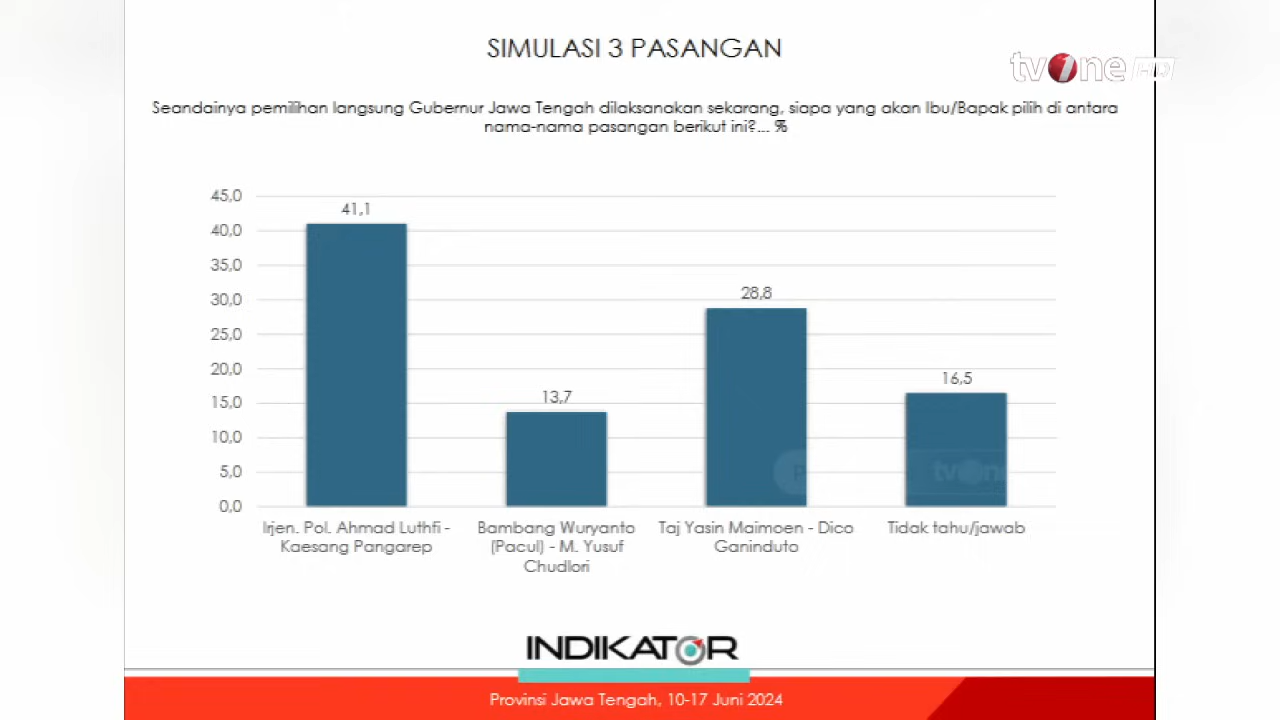 SIMULASI 3 PASANGAN
tvOne HD
Seandainya pemilihan langsung Gubernur Jawa Tengah dilaksanakan sekarang, siapa yang akan Ibu/Bapak pilih di antara
nama-nama pasangan berikut ini?... %
45,0
40,0
35,0
30,0
25,0
20,0
15,0
10,0
5,0
0,0
41,1
13,7
28,8
16,5
tvOne
Irjen. Pol. Ahmad Luthfi -
Kaesang Pangarep
Bambang Wuryanto
(Pacul) - M. Yusuf
Chudlori
Taj Yasin Maimoen - Dico
Ganinduto
Tidak tahu/jawab
INDIKATOR
Provinsi Jawa Tengah, 10-17 Juni 2024